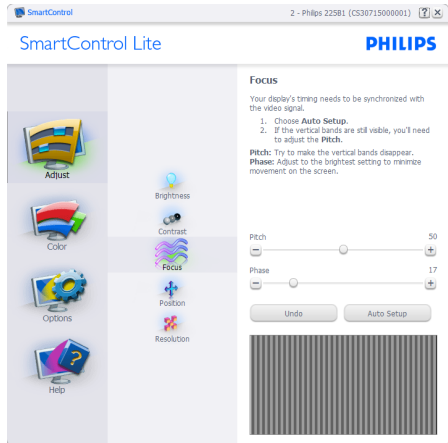 SmartControl
2 - Philips 225B1 (CS30715000001)
SmartControl Lite
PHILIPS
Adjust
Color
Options
Help
Brightness
Contrast
Focus
Position
Resolution
Focus
Your display's timing needs to be synchronized with
the video signal.
1. Choose Auto Setup.
2. If the vertical bands are still visible, you'll need
to adjust the Pitch.
Pitch: Try to make the vertical bands disappear.
Phase: Adjust to the brightest setting to minimize
movement on the screen.
Pitch 50
Phase 17
Undo Auto Setup